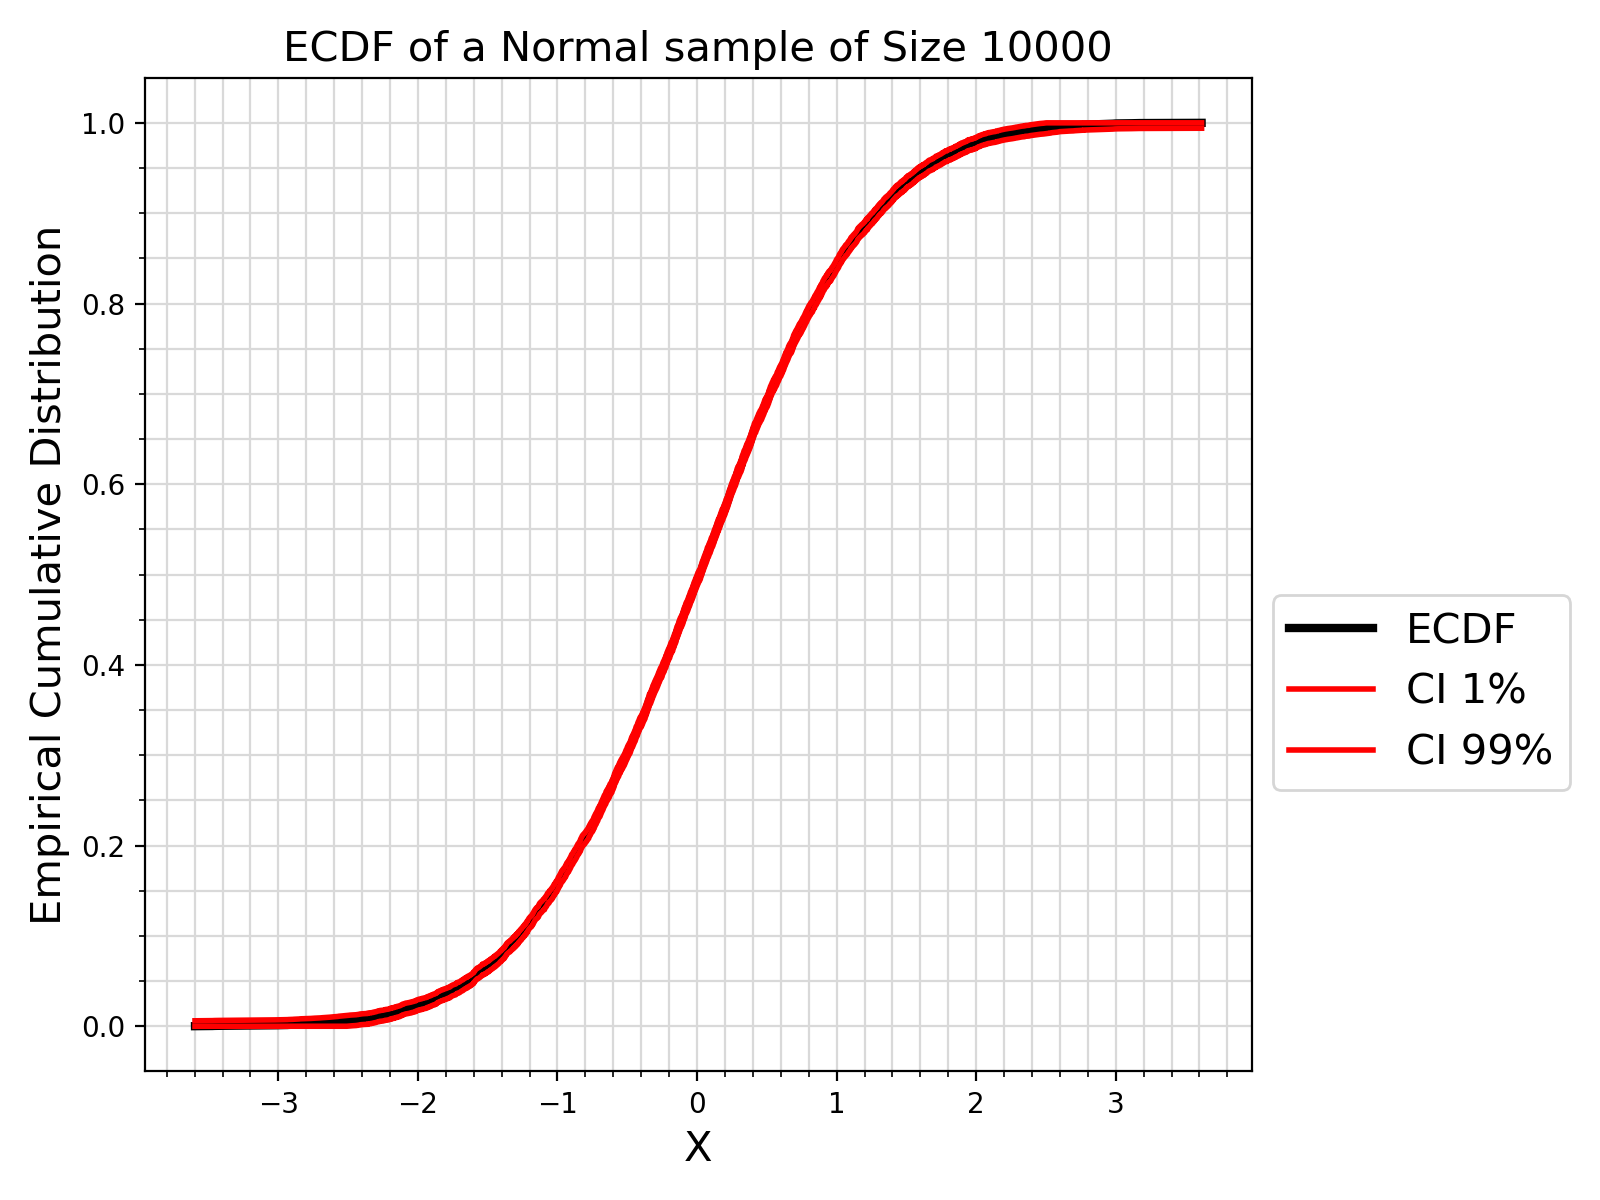 ECDF of a Normal sample of Size 10000
Empirical Cumulative Distribution
1.0
0.8
0.6
0.4
0.2
0.0
−3 −2 −1 0 1 2 3
X
ECDF
CI 1%
CI 99%